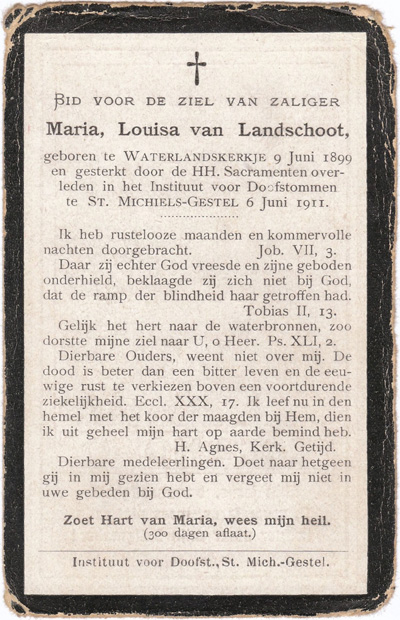 BID VOOR DE ZIEL VAN ZALIGER
Maria, Louisa van Landschoot,
geboren te WATERLANDSKERKJE 9 Juni 1899
en gesterkt door de HH. Sacramenten over-
leden in het Instituut voor Doofstommen
te ST. MICHIELS-GESTEL 6 Juni 1911.
Ik heb rustelooze maanden en kommervolle
nachten doorgebracht. Job. VII, 3.
Daar zij echter God vreesde en zijne geboden
onderhield, beklaagde zij zich niet bij God,
dat de ramp der blindheid haar getroffen had.
Tobias II, 13.
Gelijk het hert naar de waterbronnen, zoo
dorstte mijne ziel naar U, o Heer. Ps. XLI, 2.
Dierbare Ouders, weent niet over mij. De
dood is beter dan een bitter leven en de eeu-
wige rust te verkiezen boven een voortdurende
ziekelijkheid. Eccl. XXX, 17. Ik leef nu in den
hemel met het koor der maagden bij Hem, dien
ik uit geheel mijn hart op aarde bemind heb.
H. Agnes, Kerk. Getijd.
Dierbare medeleerlingen. Doet naar hetgeen
gij in mij gezien hebt en vergeet mij niet in
uwe gebeden bij God.
Zoet Hart van Maria, wees mijn heil.
(300 dagen aflaat.)
Instituut voor Doofst., St. Mich.-Gestel.